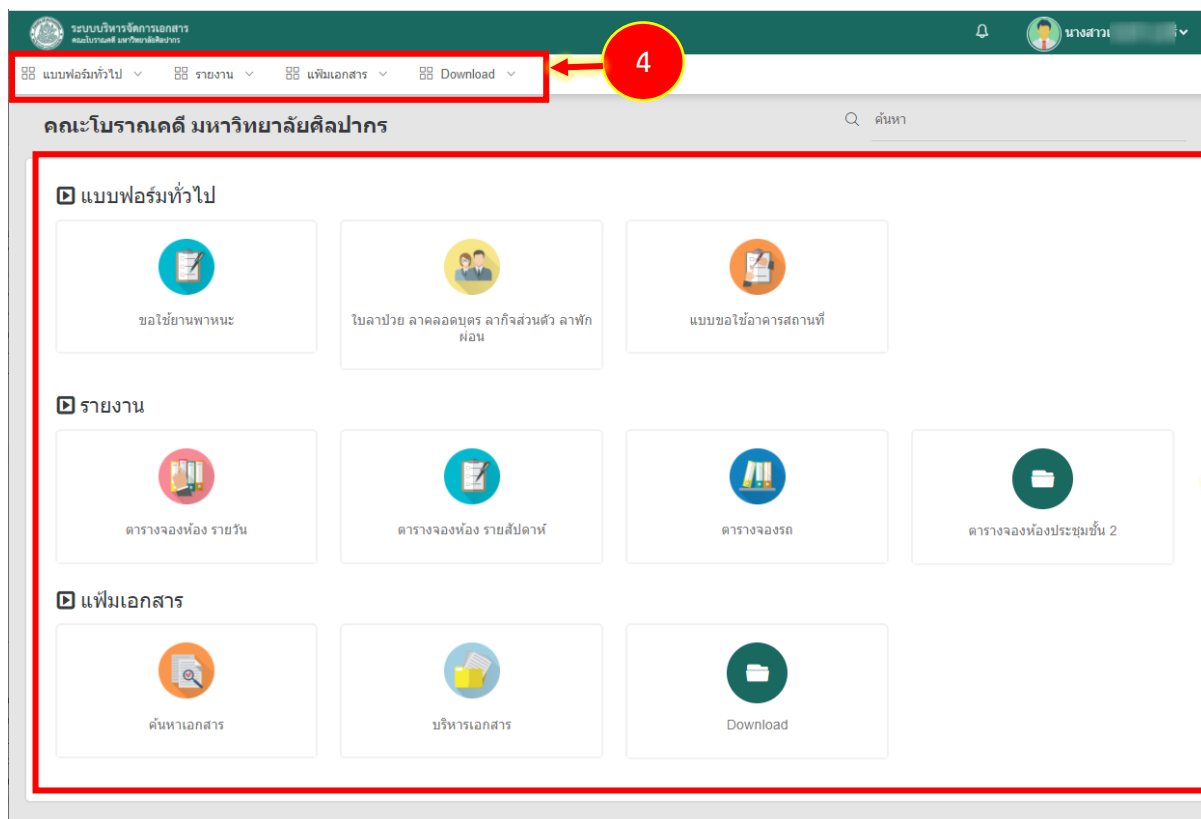 ระบบบริหารจัดการเอกสาร
คณะโบราณคดี มหาวิทยาลัยศิลปากร
นางสาว
แบบฟอร์มทั่วไป
รายงาน
แฟ้มเอกสาร
Download
4
คณะโบราณคดี มหาวิทยาลัยศิลปากร
ค้นหา
แบบฟอร์มทั่วไป
ขอใช้ยานพาหนะ
ใบลาป่วย ลาคลอดบุตร ลากิจส่วนตัว ลาพัก
ผ่อน
แบบขอใช้อาคารสถานที่
รายงาน
ตารางจองห้อง รายวัน
ตารางจองห้อง รายสัปดาห์
ตารางจองรถ
ตารางจองห้องประชุมชั้น 2
แฟ้มเอกสาร
ค้นหาเอกสาร
บริหารเอกสาร
Download